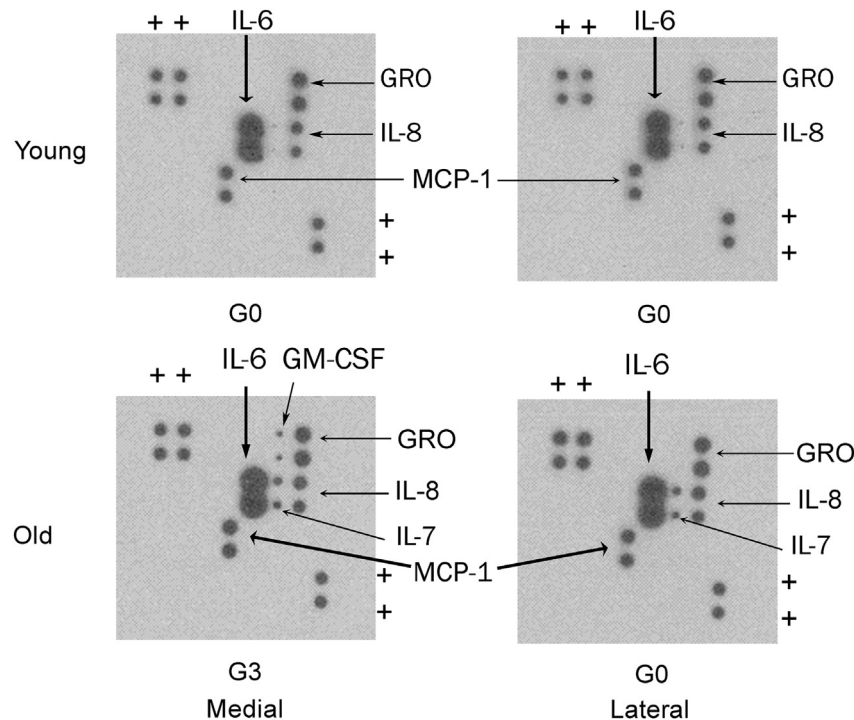 + + IL-6
+ + IL-6
GRO
GRO
IL-8
IL-8
Young
MCP-1
+
+
+
+
G0
G0
IL-6 GM-CSF
IL-6
+ +
+ +
GRO
GRO
IL-8
IL-8
IL-7
IL-7
Old
MCP-1
+
+
+
+
G3
G0
Medial
Lateral